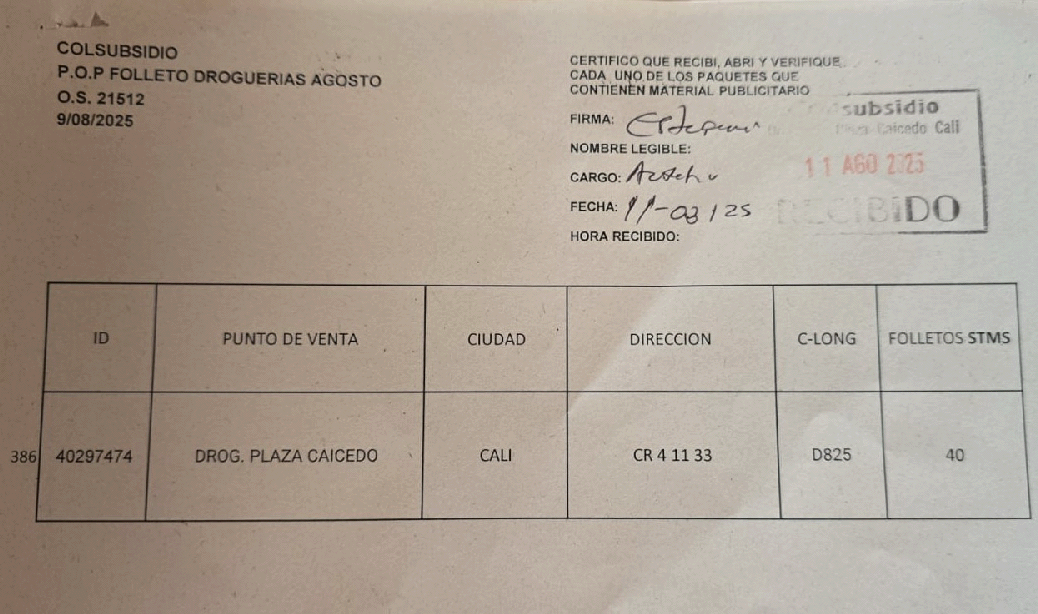 COLSUBSIDIO
P.O.P FOLLETO DROGUERIAS AGOSTO
O.S. 21512
9/08/2025
CERTIFICO QUE RECIBI, ABRI Y VERIFIQUE
CADA UNO DE LOS PAQUETES QUE
CONTIENEN MATERIAL PUBLICITARIO
FIRMA:
NOMBRE LEGIBLE:
CARGO:
FECHA: 11-08/25
HORA RECIBIDO:
subsidio
Caicedo Cali
11 AGO 2025
RECIBIDO
ID PUNTO DE VENTA CIUDAD DIRECCION C-LONG FOLLETOS STMS
386 40297474 DROG. PLAZA CAICEDO CALI CR 4 11 33 D825 40